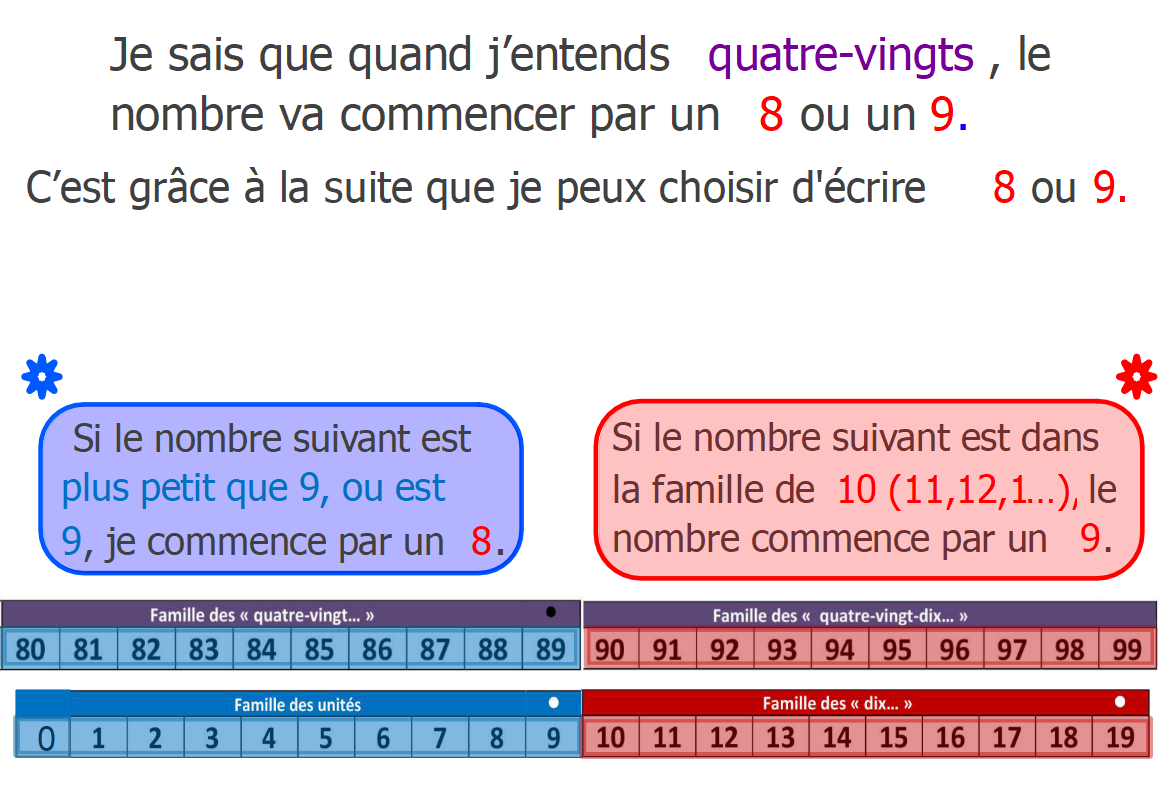 Je sais que quand j’entends quatre-vingts , le
nombre va commencer par un 8 ou un 9.
C’est grâce à la suite que je peux choisir d'écrire 8 ou 9.
Si le nombre suivant est
plus petit que 9, ou est
9, je commence par un 8.
Si le nombre suivant est dans
la famille de 10 (11,12,1…), le
nombre commence par un 9.
Famille des « quatre-vingt… »
80 81 82 83 84 85 86 87 88 89
Famille des « quatre-vingt-dix… »
90 91 92 93 94 95 96 97 98 99
Famille des unités
0 1 2 3 4 5 6 7 8 9
Famille des « dix… »
10 11 12 13 14 15 16 17 18 19